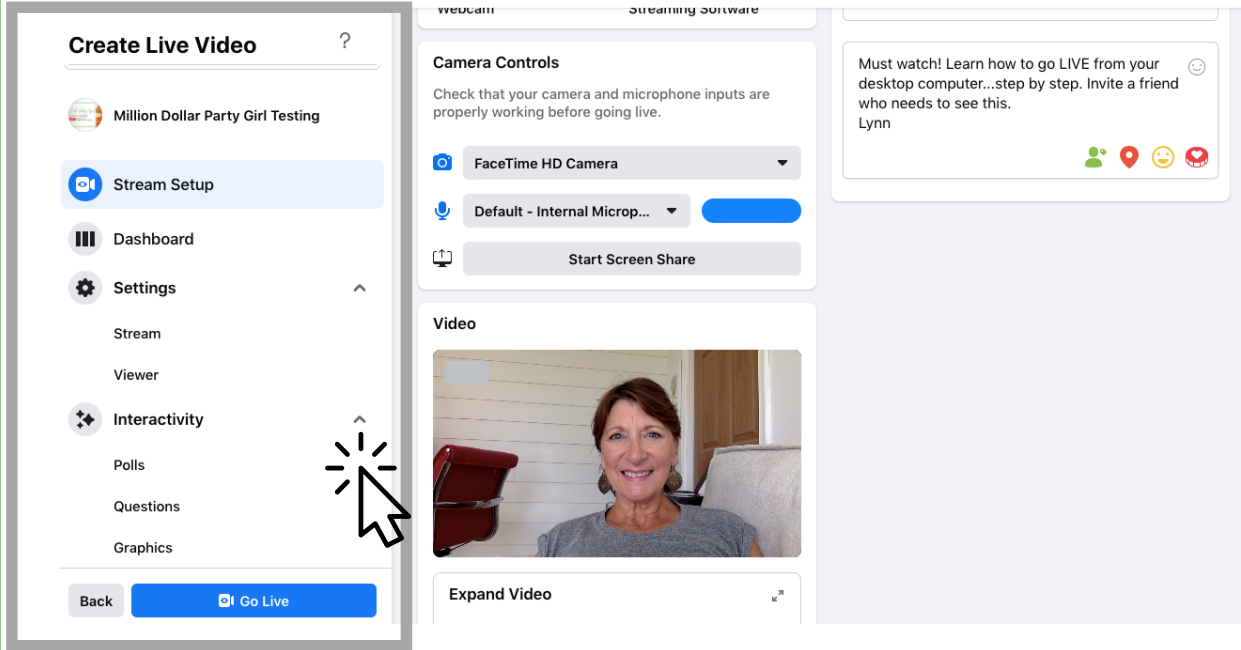 Create Live Video
?
Million Dollar Party Girl Testing
Stream Setup
Dashboard
Settings
Stream
Viewer
Interactivity
Polls
Questions
Graphics
Back
Go Live
Webcam
Streaming Software
Camera Controls
Check that your camera and microphone inputs are
properly working before going live.
FaceTime HD Camera
Default - Internal Microp...
Start Screen Share
Video
Expand Video
Must watch! Learn how to go LIVE from your
desktop computer...step by step. Invite a friend
who needs to see this.
Lynn